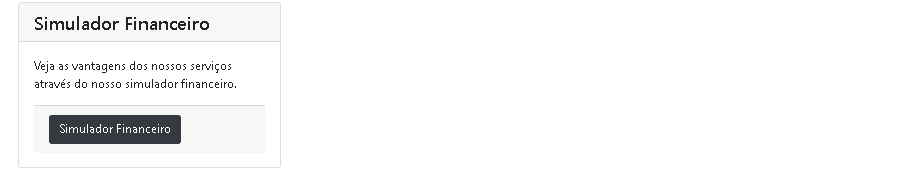 Simulador Financeiro
Veja as vantagens dos nossos serviços
através do nosso simulador financeiro.
Simulador Financeiro